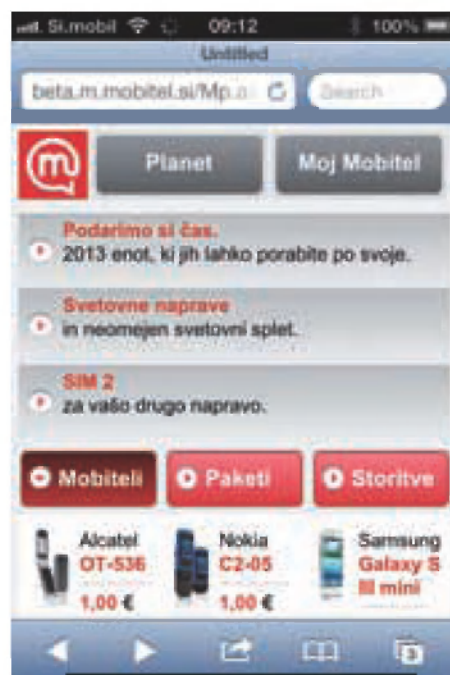 Si.mobil 09:12 100%
Untitled
beta.m.mobitel.si/Mp.a Search
m Planet Moj Mobitel
Podarimo si čas.
2013 enot, ki jih lahko porabite po svoje.
Svetovne naprave
in neomejen svetovni splet.
SIM 2
za vašo drugo napravo.
Mobiteli Paketi Storitve
Alcatel Nokia Samsung
OT-536 C2-05 Galaxy S
III mini
1,00 € 1,00 €
3